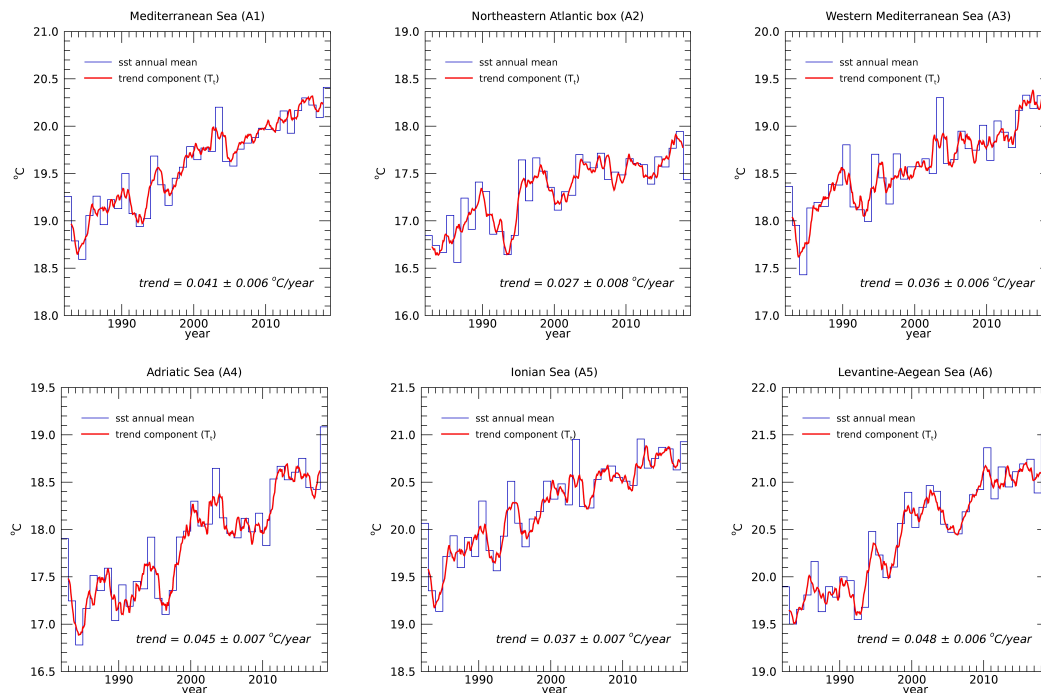 Mediterranean Sea (A1)
21.0
20.5
20.0
19.5
19.0
18.5
18.0
°C
sst annual mean
trend component (Tt)
trend = 0.041 ± 0.006 °C/year
1990 2000 2010
year
Northeastern Atlantic box (A2)
19.0
18.5
18.0
17.5
17.0
16.5
16.0
°C
sst annual mean
trend component (Tt)
trend = 0.027 ± 0.008 °C/year
1990 2000 2010
year
Western Mediterranean Sea (A3)
20.0
19.5
19.0
18.5
18.0
17.5
17.0
°C
sst annual mean
trend component (Tt)
trend = 0.036 ± 0.006 °C/year
1990 2000 2010
year
Adriatic Sea (A4)
19.5
19.0
18.5
18.0
17.5
17.0
16.5
°C
sst annual mean
trend component (Tt)
trend = 0.045 ± 0.007 °C/year
1990 2000 2010
year
Ionian Sea (A5)
21.5
21.0
20.5
20.0
19.5
19.0
18.5
°C
sst annual mean
trend component (Tt)
trend = 0.037 ± 0.007 °C/year
1990 2000 2010
year
Levantine-Aegean Sea (A6)
22.0
21.5
21.0
20.5
20.0
19.5
19.0
°C
sst annual mean
trend component (Tt)
trend = 0.048 ± 0.006 °C/year
1990 2000 2010
year